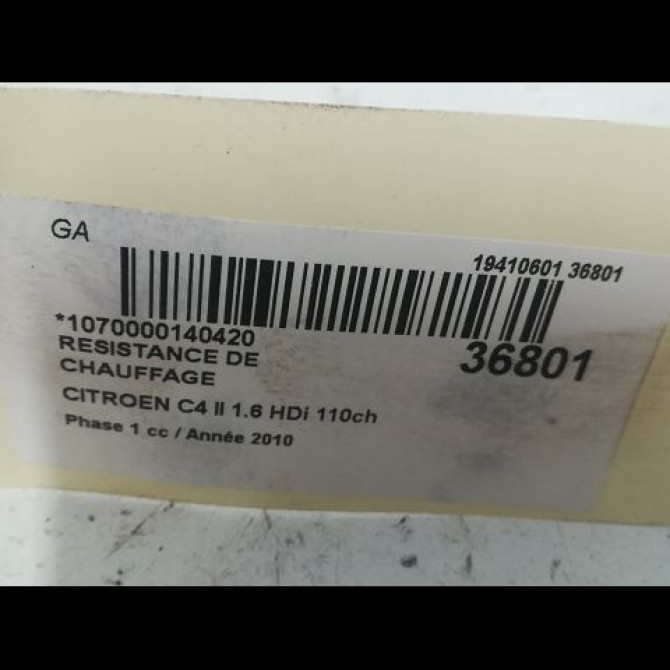 GA
19410601 36801
*1070000140420
36801
RESISTANCE DE
CHAUFFAGE
CITROEN C4 II 1.6 HDi 110ch
Phase 1 cc / Année 2010